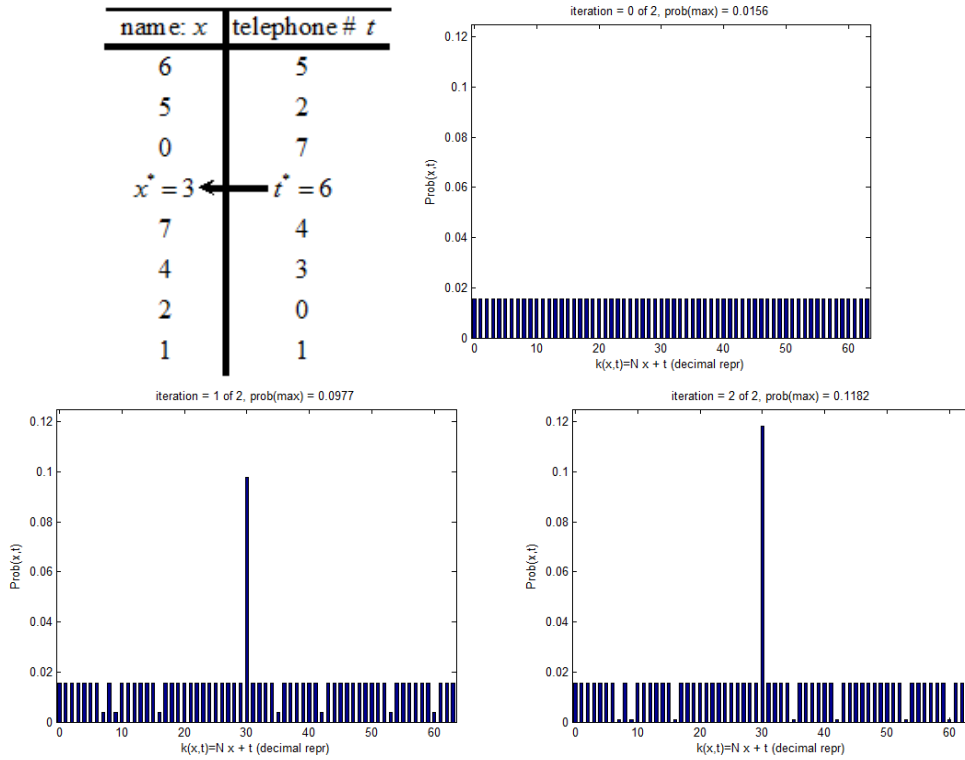 name: x telephone # t
6 5
5 2
0 7
x* = 3 t* = 6
7 4
4 3
2 0
1 1
iteration = 0 of 2, prob(max) = 0.0156
0.12
0.1
0.08
0.06
0.04
0.02
0
Prob(x,t)
0 10 20 30 40 50 60
k(x,t)=N x + t (decimal repr)
iteration = 1 of 2, prob(max) = 0.0977
0.12
0.1
0.08
0.06
0.04
0.02
0
Prob(x,t)
0 10 20 30 40 50 60
k(x,t)=N x + t (decimal repr)
iteration = 2 of 2, prob(max) = 0.1182
0.12
0.1
0.08
0.06
0.04
0.02
0
Prob(x,t)
0 10 20 30 40 50 60
k(x,t)=N x + t (decimal repr)